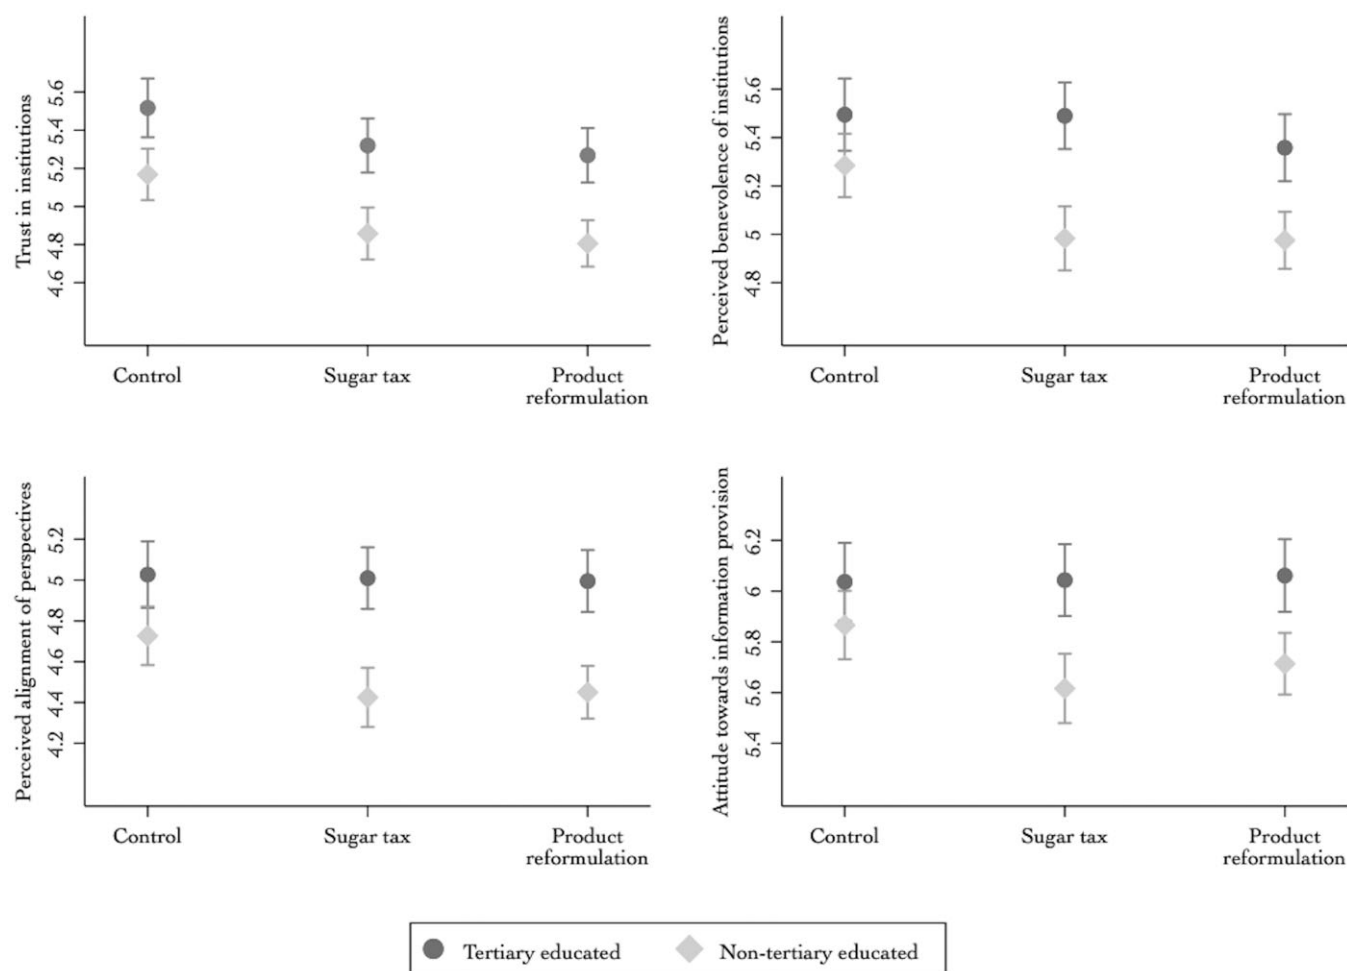 Trust in institutions
5.6
5.4
5.2
5
4.8
4.6
Control
Sugar tax
Product
reformulation
Perceived benevolence of institutions
5.6
5.4
5.2
5
4.8
Control
Sugar tax
Product
reformulation
Perceived alignment of perspectives
5.2
5
4.8
4.6
4.4
4.2
Control
Sugar tax
Product
reformulation
Attitude towards information provision
6.2
6
5.8
5.6
5.4
Control
Sugar tax
Product
reformulation
Tertiary educated
Non-tertiary educated